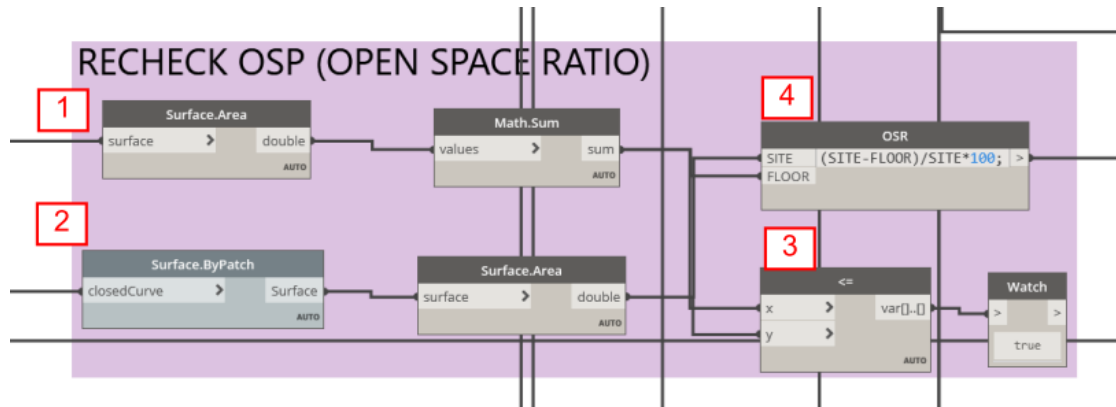 RECHECK OSP (OPEN SPACE RATIO)
1
Surface.Area
surface > double
AUTO
Math.Sum
values > sum
AUTO
4
OSR
SITE (SITE-FLOOR)/SITE*100; >
FLOOR
2
Surface.ByPatch
closedCurve > Surface
AUTO
Surface.Area
surface > double
AUTO
3
<=
x > var[]..[]
y >
AUTO
Watch
> >
true